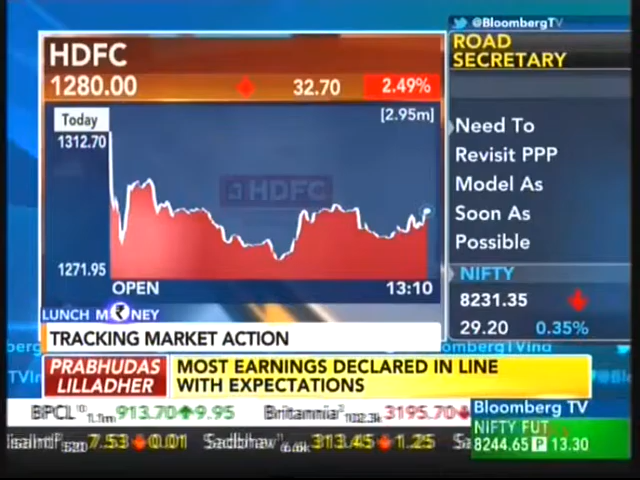 @BloombergTV
HDFC
1280.00 32.70 2.49%
Today
[2.95m]
1312.70
HDFC
1271.95
OPEN 13:10
ROAD
SECRETARY
Need To
Revisit PPP
Model As
Soon As
Possible
NIFTY
8231.35
29.20 0.35%
LUNCH M₹NEY
TRACKING MARKET ACTION
PRABHUDAS
LILLADHER
MOST EARNINGS DECLARED IN LINE
WITH EXPECTATIONS
BPCL 913.70 9.95 Britannia 3195.70
7.53 0.01 Sadbhav 313.45 1.25
Bloomberg TV
NIFTY FUT
8244.65 P 13.30